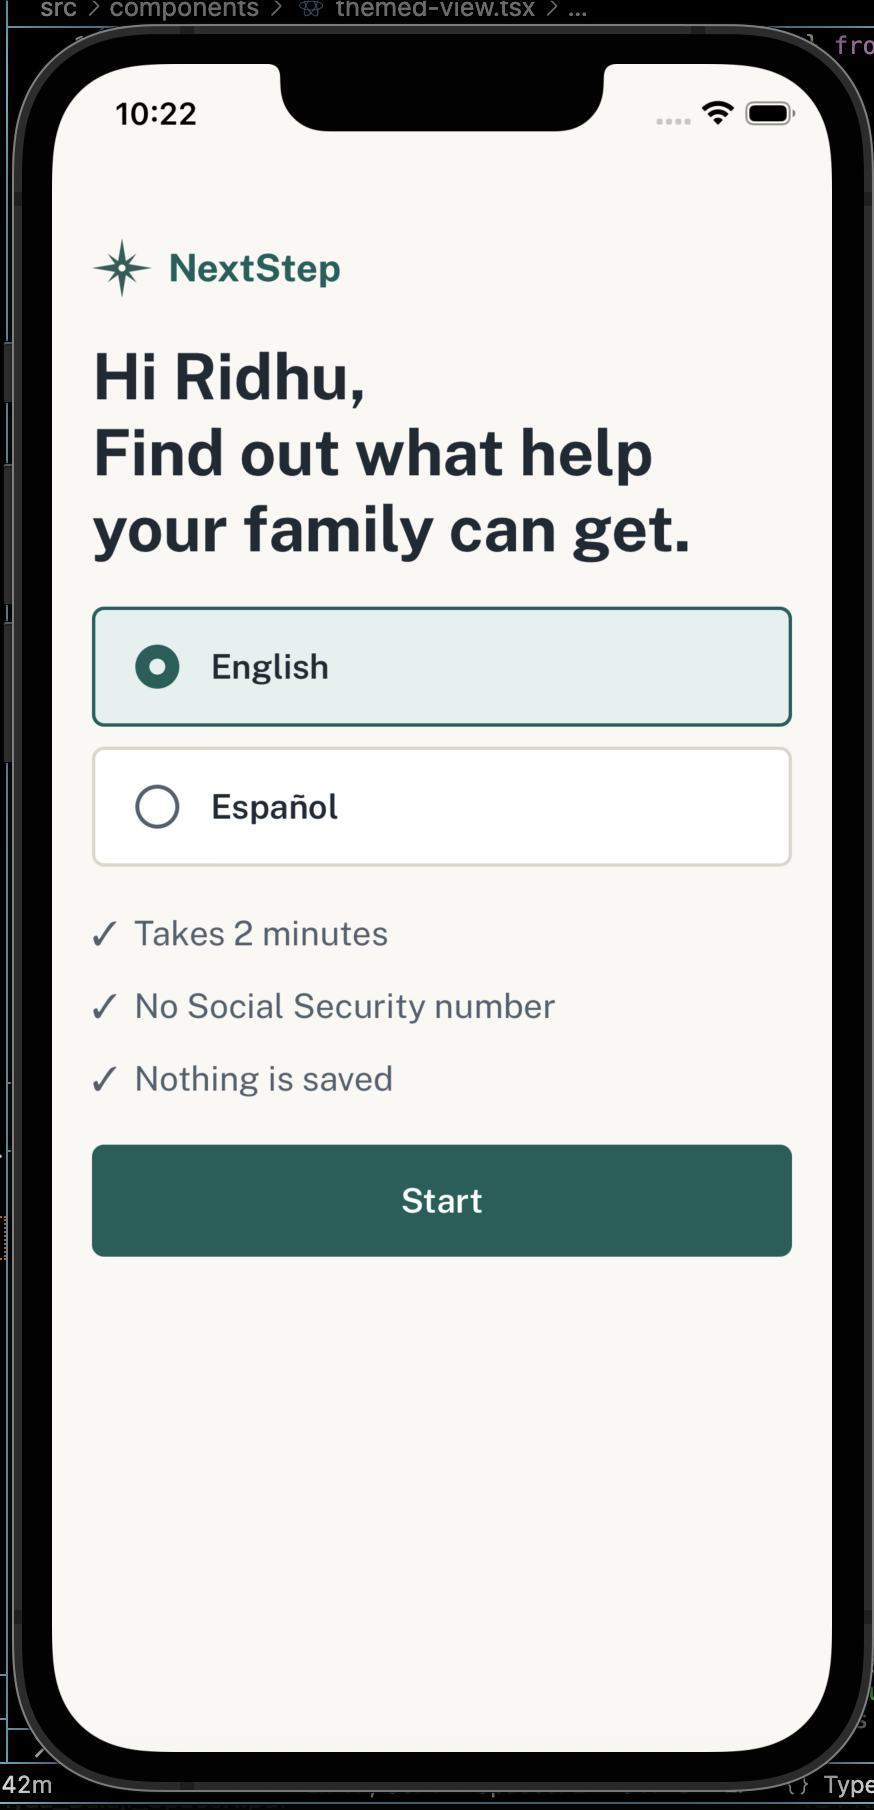 src > components > themed-view.tsx > ...
} fro
10:22
NextStep
Hi Ridhu,
Find out what help
your family can get.
English
Español
✓ Takes 2 minutes
✓ No Social Security number
✓ Nothing is saved
Start
42m
{} Type